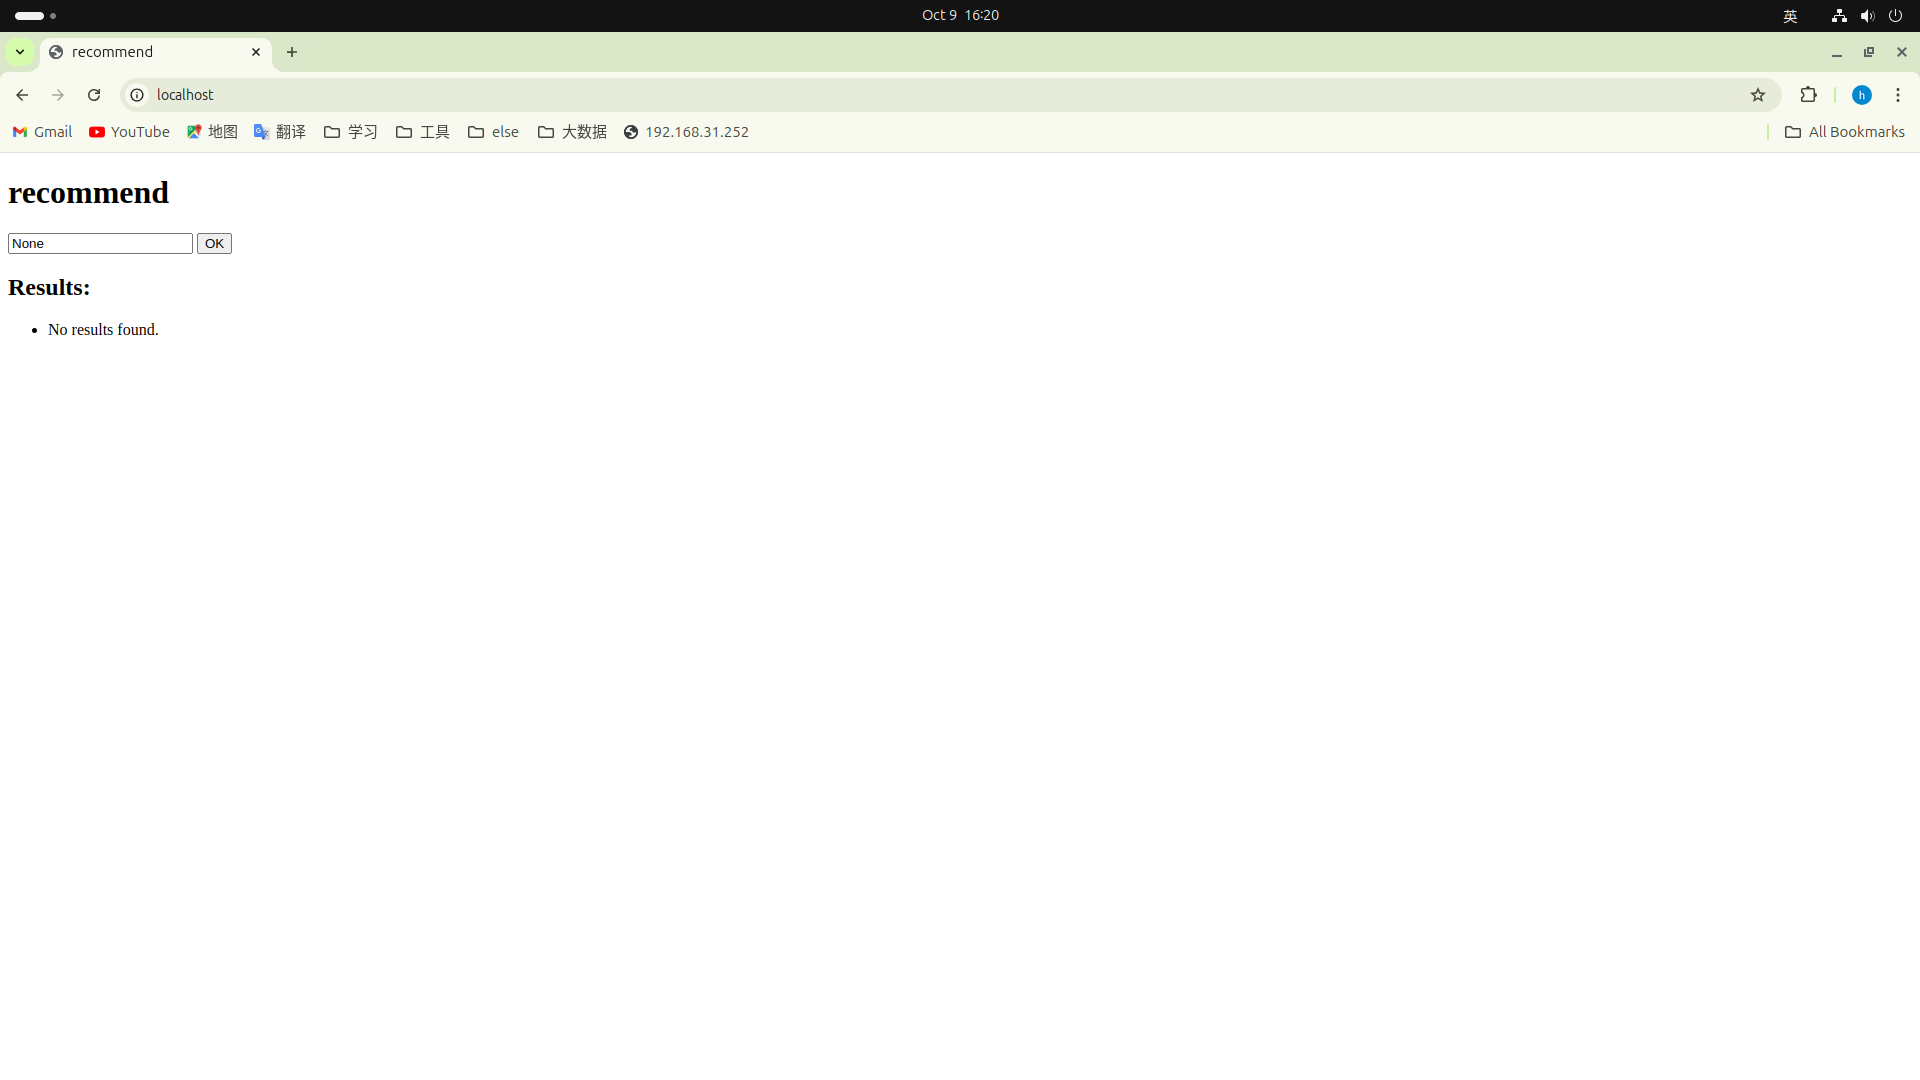 Oct 9 16:20
英
recommend
localhost
h
Gmail
YouTube
地图
翻译
学习
工具
else
大数据
192.168.31.252
All Bookmarks
recommend
None
OK
Results:
No results found.